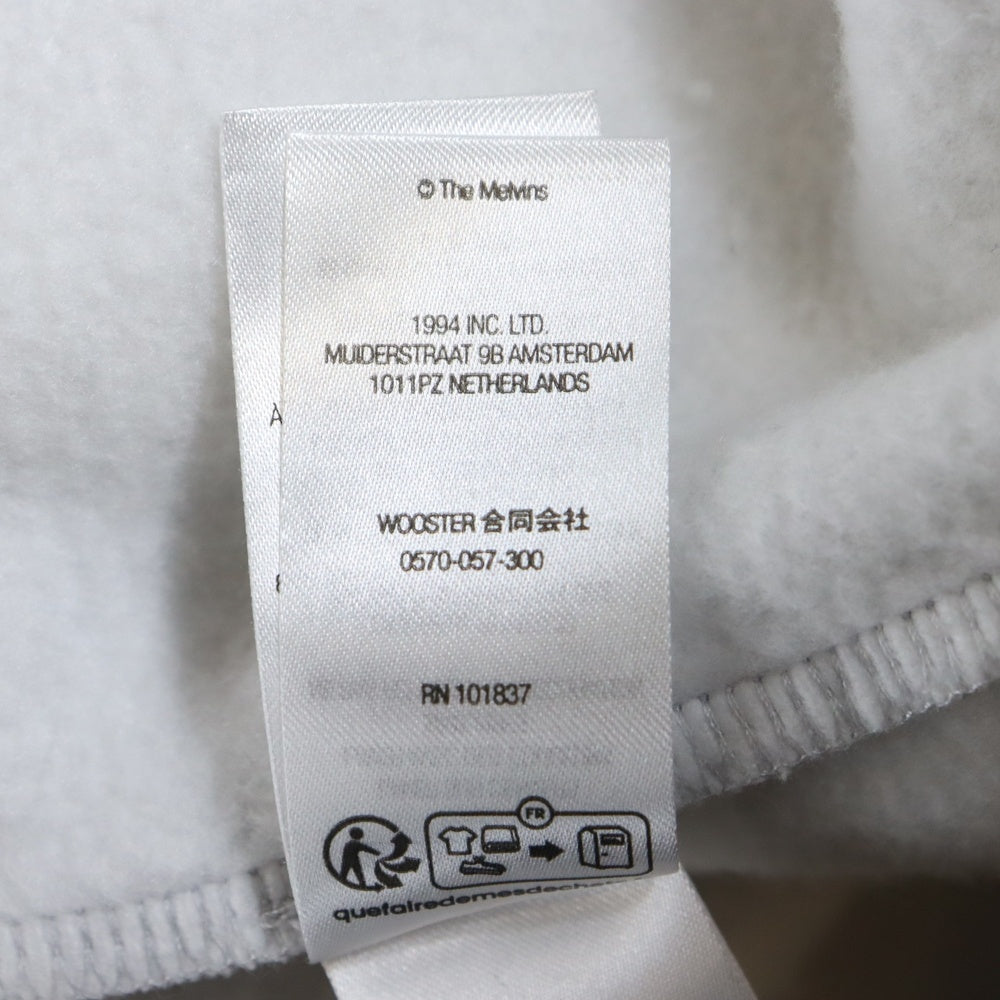 © The Melvins
1994 INC. LTD.
MUIDERSTRAAT 9B AMSTERDAM
1011PZ NETHERLANDS
A
WOOSTER 合同会社
0570-057-300
RN 101837
FR